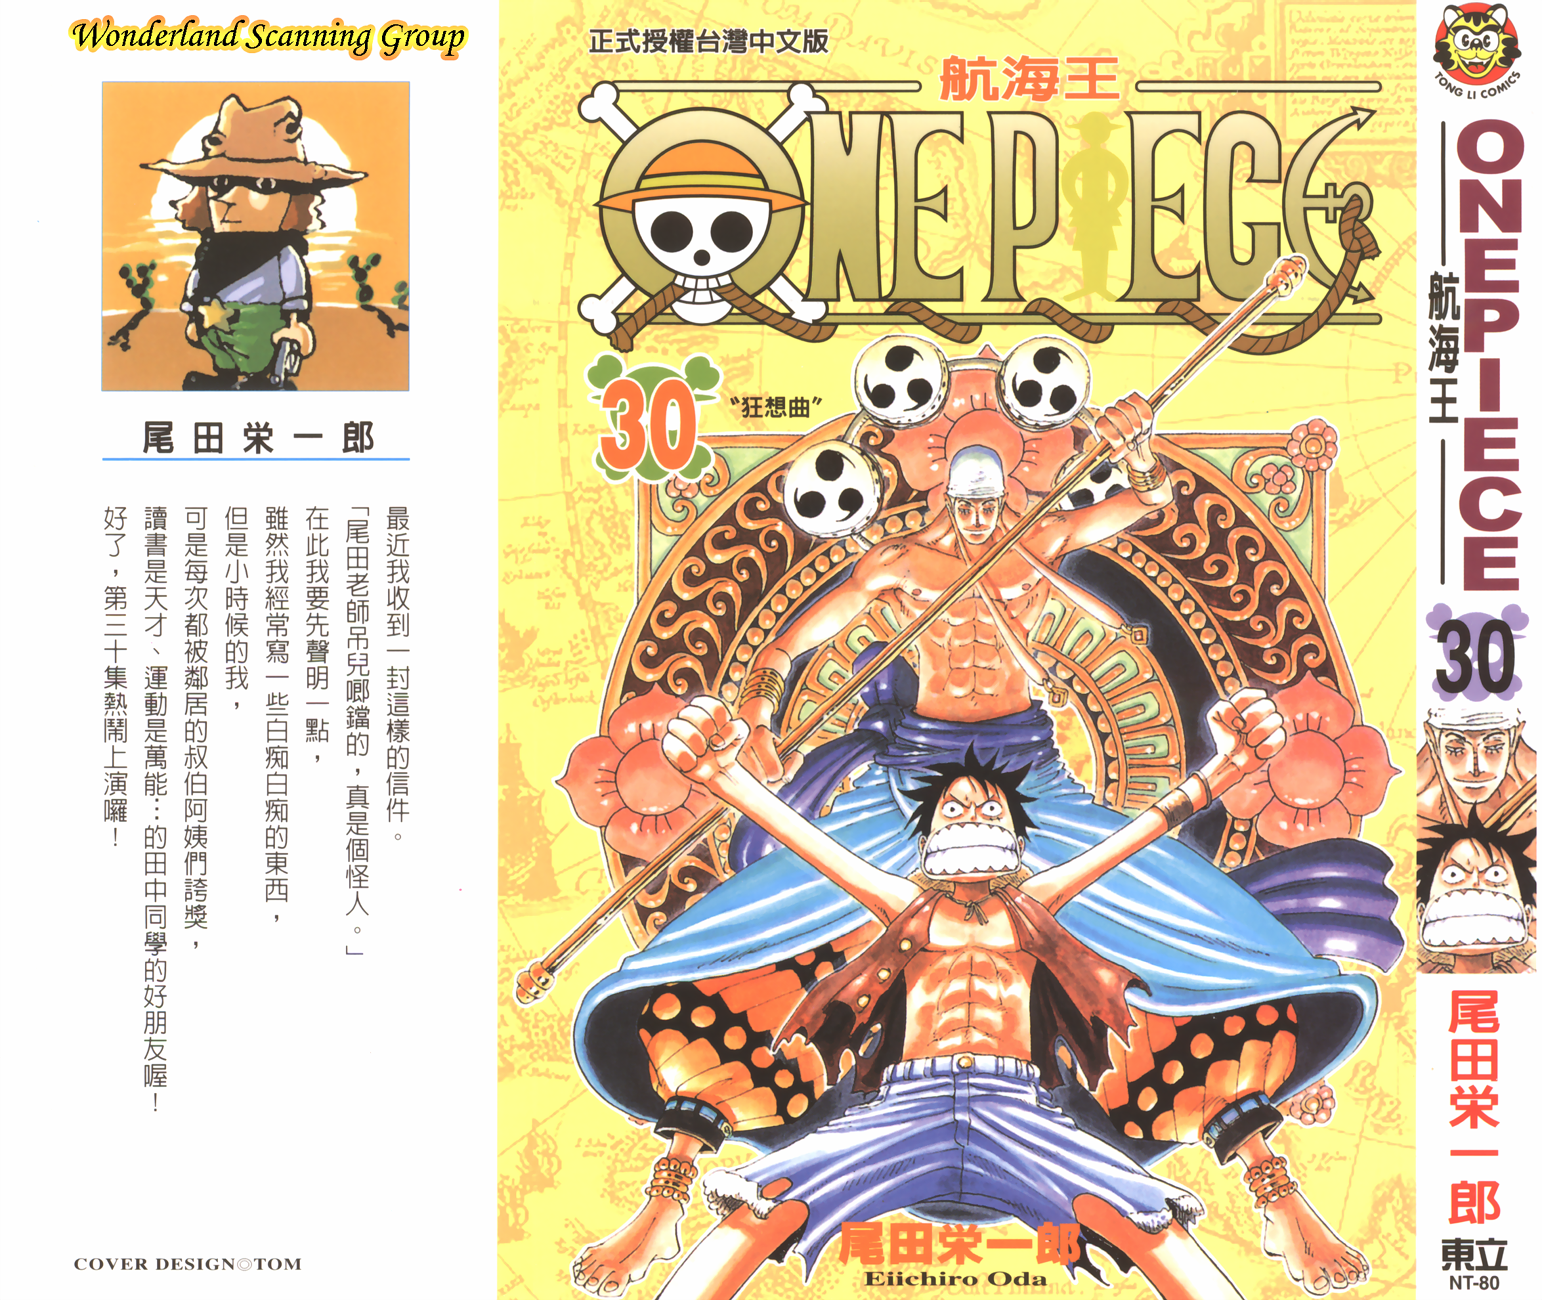 Wonderland Scanning Group
尾田栄一郎
最近我收到一封這樣的信件。
「尾田老師吊兒啷鐺的，真是個怪人。」
在此我要先聲明一點，
雖然我經常寫一些白痴白痴的東西，
但是小時候的我，
可是每次都被鄰居的叔伯阿姨們誇獎，
讀書是天才、運動是萬能…的田中同學的好朋友喔！
好了，第三十集熱鬧上演囉！
COVER DESIGN◎TOM
正式授權台灣中文版
航海王
ONE PIECE
30
〝狂想曲〞
尾田栄一郎
Eiichiro Oda
TONG LI COMICS
ONE PIECE
航海王
30
尾田栄一郎
東立
NT-80